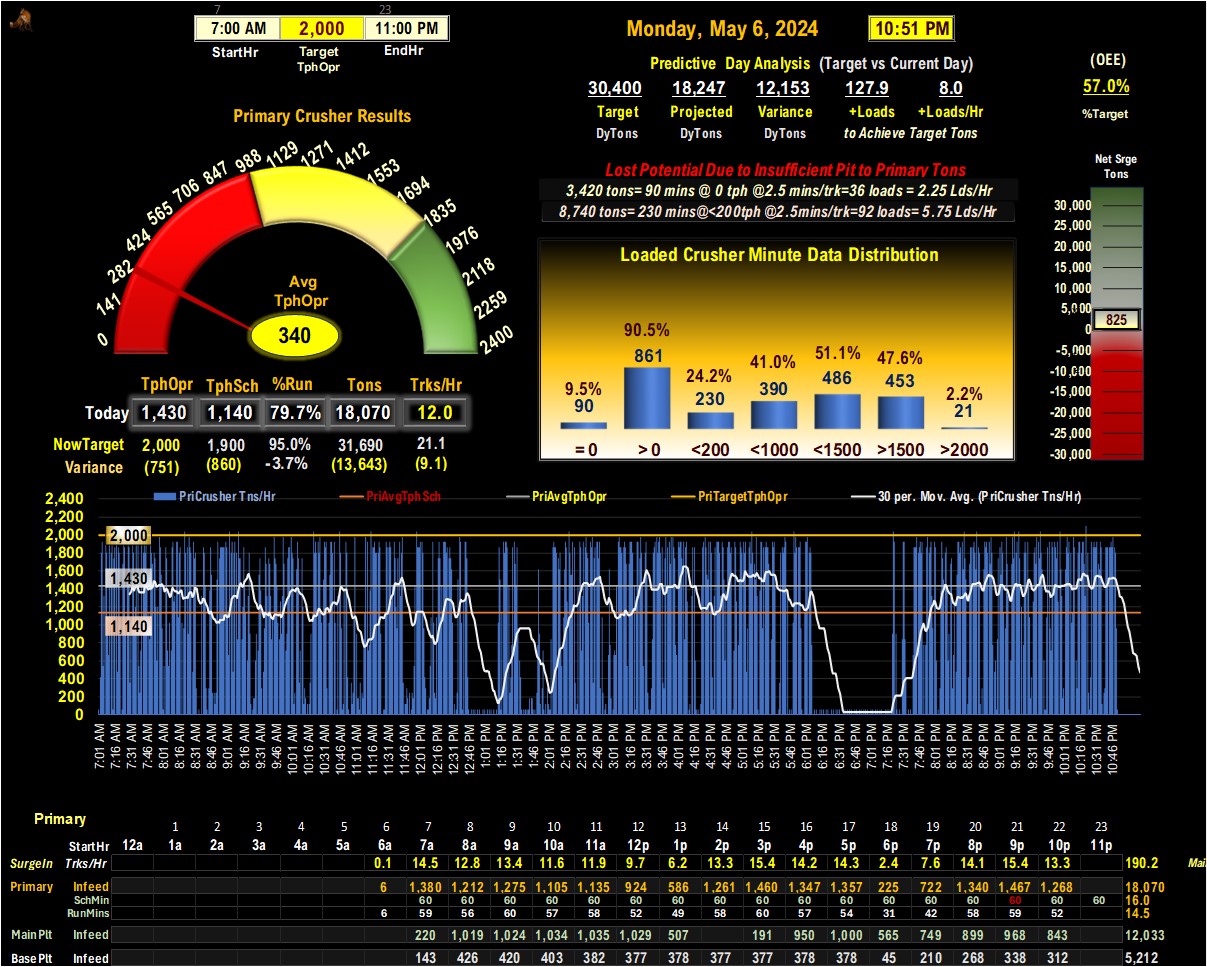 7 23
7:00 AM 2,000 11:00 PM
StartHr Target TphOpr EndHr
Monday, May 6, 2024 10:51 PM
Predictive Day Analysis (Target vs Current Day)
30,400 18,247 12,153 127.9 8.0
Target Projected Variance +Loads +Loads/Hr
DyTons DyTons DyTons to Achieve Target Tons
(OEE)
57.0%
%Target
Primary Crusher Results
0 141 282 424 565 706 847 988 1129 1271 1412 1553 1694 1835 1976 2118 2259 2400
Avg
TphOpr
340
Lost Potential Due to Insufficient Pit to Primary Tons
3,420 tons= 90 mins @ 0 tph @2.5 mins/trk=36 loads = 2.25 Lds/Hr
8,740 tons= 230 mins@<200tph @2.5mins/trk=92 loads= 5.75 Lds/Hr
Loaded Crusher Minute Data Distribution
9.5% 90.5% 24.2% 41.0% 51.1% 47.6% 2.2%
90 861 230 390 486 453 21
= 0 > 0 <200 <1000 <1500 >1500 >2000
Net Srge
Tons
30,000
25,000
20,000
15,000
10,000
5,000
825
0
-5,000
-10,000
-15,000
-20,000
-25,000
-30,000
TphOpr TphSch %Run Tons Trks/Hr
Today 1,430 1,140 79.7% 18,070 12.0
NowTarget 2,000 1,900 95.0% 31,690 21.1
Variance (751) (860) -3.7% (13,643) (9.1)
PriCrusher Tns/Hr PriAvgTphSch PriAvgTphOpr PriTargetTphOpr 30 per. Mov. Avg. (PriCrusher Tns/Hr)
2,400
2,200
2,000
1,800
1,600
1,400
1,200
1,000
800
600
400
200
0
2,000
1,430
1,140
7:01 AM 7:16 AM 7:31 AM 7:46 AM 8:01 AM 8:16 AM 8:31 AM 8:46 AM 9:01 AM 9:16 AM 9:31 AM 9:46 AM 10:01 AM 10:16 AM 10:31 AM 10:46 AM 11:01 AM 11:16 AM 11:31 AM 11:46 AM 12:01 PM 12:16 PM 12:31 PM 12:46 PM 1:01 PM 1:16 PM 1:31 PM 1:46 PM 2:01 PM 2:16 PM 2:31 PM 2:46 PM 3:01 PM 3:16 PM 3:31 PM 3:46 PM 4:01 PM 4:16 PM 4:31 PM 4:46 PM 5:01 PM 5:16 PM 5:31 PM 5:46 PM 6:01 PM 6:16 PM 6:31 PM 6:46 PM 7:01 PM 7:16 PM 7:31 PM 7:46 PM 8:01 PM 8:16 PM 8:31 PM 8:46 PM 9:01 PM 9:16 PM 9:31 PM 9:46 PM 10:01 PM 10:16 PM 10:31 PM 10:46 PM
Primary
1 2 3 4 5 6 7 8 9 10 11 12 13 14 15 16 17 18 19 20 21 22 23
StartHr 12a 1a 2a 3a 4a 5a 6a 7a 8a 9a 10a 11a 12p 1p 2p 3p 4p 5p 6p 7p 8p 9p 10p 11p
SurgeIn Trks/Hr 0.1 14.5 12.8 13.4 11.6 11.9 9.7 6.2 13.3 15.4 14.2 14.3 2.4 7.6 14.1 15.4 13.3 190.2
Primary Infeed 6 1,380 1,212 1,275 1,105 1,135 924 586 1,261 1,460 1,347 1,357 225 722 1,340 1,467 1,268 18,070
SchMin 60 60 60 60 60 60 60 60 60 60 60 60 60 60 60 60 60 16.0
RunMins 6 59 56 60 57 58 52 49 58 60 57 54 31 42 58 59 52 14.5
MainPlt Infeed 220 1,019 1,024 1,034 1,035 1,029 507 191 950 1,000 565 749 899 968 843 12,033
BasePlt Infeed 143 426 420 403 382 377 378 377 377 378 378 45 210 268 338 312 5,212